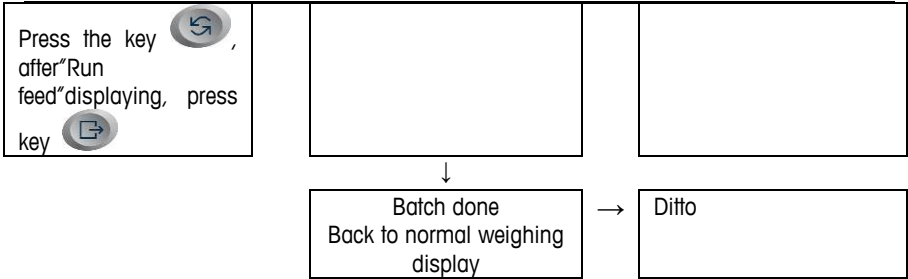 Press the key ,
after"Run
feed"displaying, press
key
↓
Batch done
Back to normal weighing
display
→
Ditto